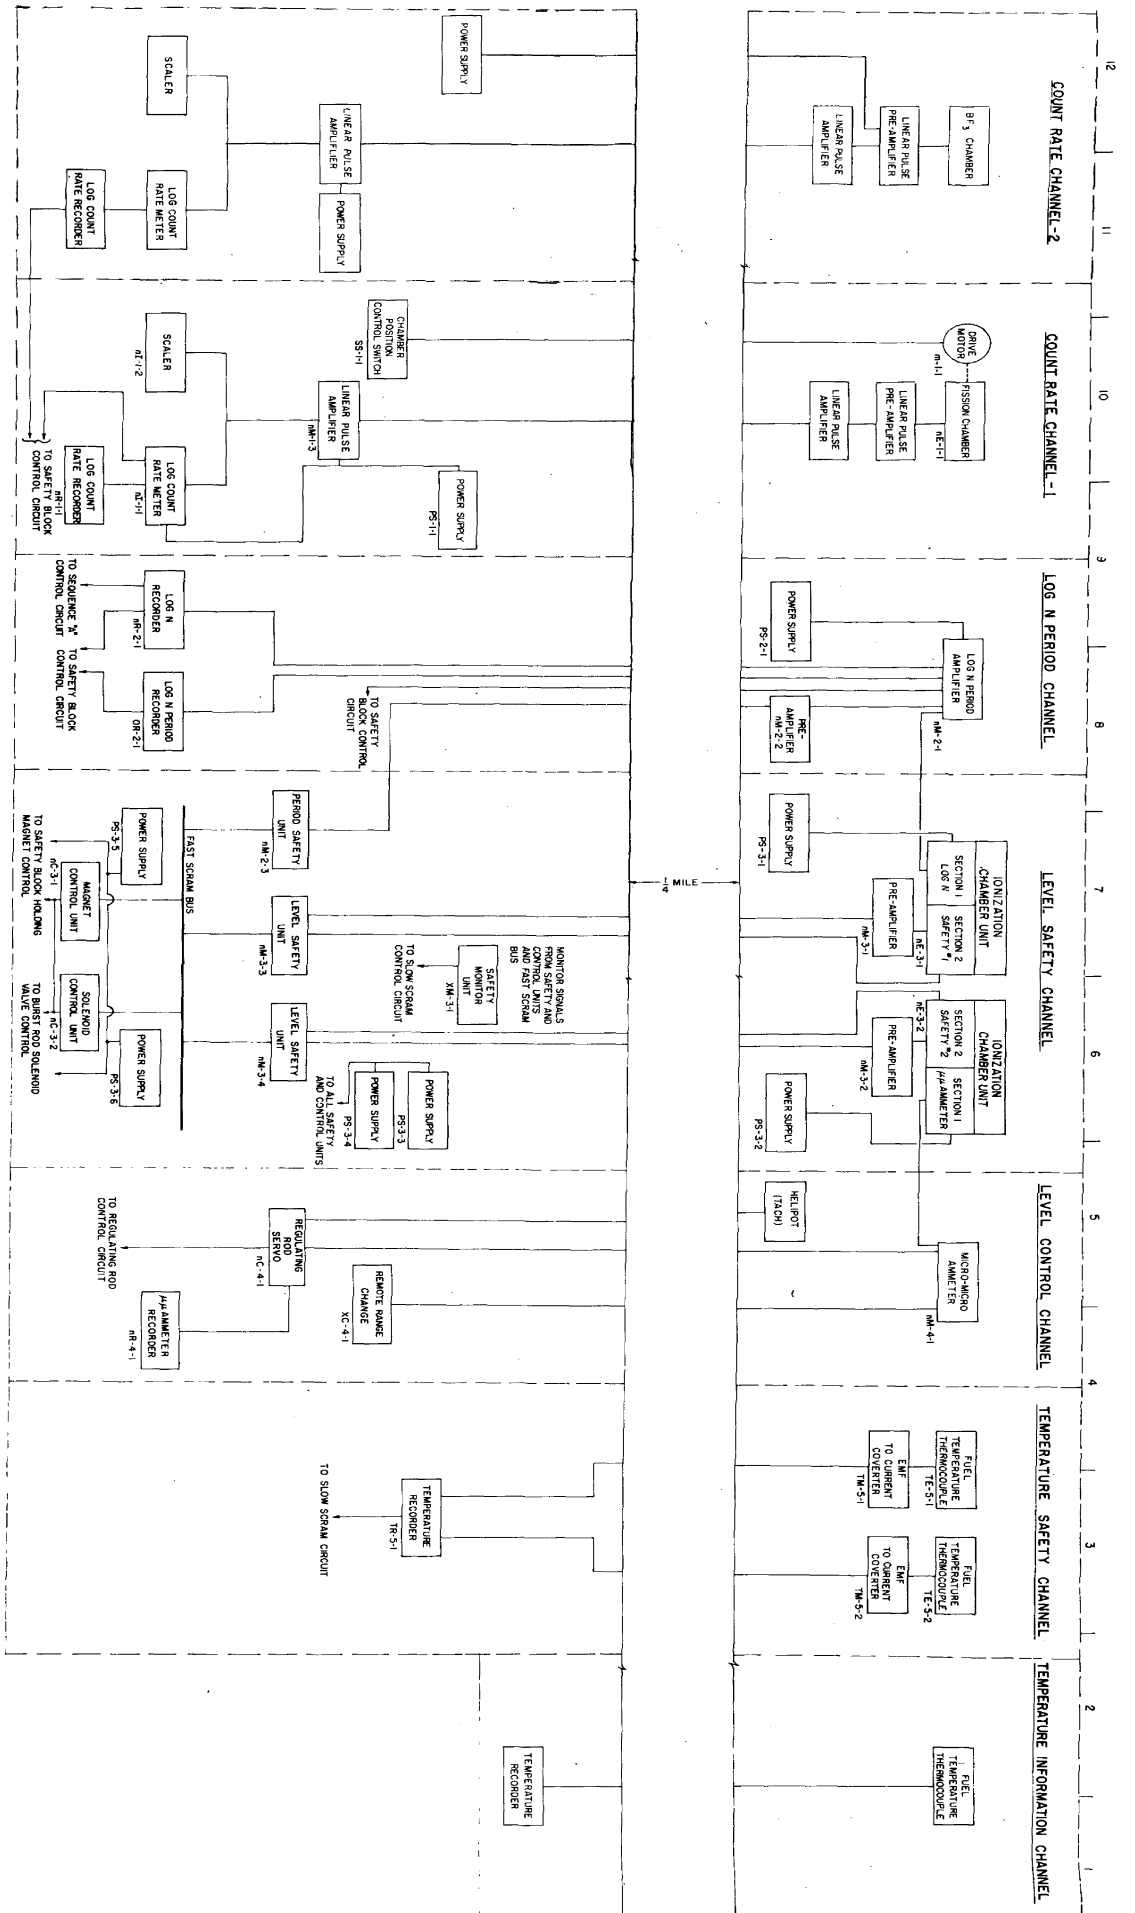 12
11
10
9
8
7
6
5
4
3
2
1
COUNT RATE CHANNEL-2
BF3 CHAMBER
LINEAR PULSE
PRE-AMPLIFIER
LINEAR PULSE
AMPLIFIER
POWER SUPPLY
LINEAR PULSE
AMPLIFIER
POWER SUPPLY
SCALER
LOG COUNT
RATE METER
LOG COUNT
RATE RECORDER
COUNT RATE CHANNEL-1
DRIVE
MOTOR
m-1-1
FISSION CHAMBER
nE-1-1
LINEAR PULSE
PRE-AMPLIFIER
LINEAR PULSE
AMPLIFIER
CHAMBER
POSITION
CONTROL SWITCH
SS-1-1
LINEAR PULSE
AMPLIFIER
nM-1-3
POWER SUPPLY
PS-1-1
SCALER
nI-1-2
LOG COUNT
RATE METER
nI-1-1
LOG COUNT
RATE RECORDER
nR-1-1
TO SAFETY BLOCK
CONTROL CIRCUIT
LOG N PERIOD CHANNEL
POWER SUPPLY
PS-2-1
LOG N PERIOD
AMPLIFIER
nM-2-1
PRE-
AMPLIFIER
nM-2-2
TO SAFETY
BLOCK CONTROL
CIRCUIT
LOG N
RECORDER
nR-2-1
LOG N PERIOD
RECORDER
OR-2-1
TO SEQUENCE "A"
CONTROL CIRCUIT
TO SAFETY BLOCK
CONTROL CIRCUIT
LEVEL SAFETY CHANNEL
IONIZATION
CHAMBER UNIT
SECTION 1
LOG N
SECTION 2
SAFETY #1
nE-3-1
POWER SUPPLY
PS-3-1
PRE-AMPLIFIER
nM-3-1
IONIZATION
CHAMBER UNIT
SECTION 2
SAFETY #2
SECTION 1
μμAMMETER
nE-3-2
PRE-AMPLIFIER
nM-3-2
POWER SUPPLY
PS-3-2
1/4 MILE
MONITOR SIGNALS
FROM SAFETY AND
CONTROL UNITS
AND FAST SCRAM
BUS
SAFETY
MONITOR
UNIT
XM-3-1
TO SLOW SCRAM
CONTROL CIRCUIT
POWER SUPPLY
PS-3-3
POWER SUPPLY
PS-3-4
TO ALL SAFETY
AND CONTROL UNITS
PERIOD SAFETY
UNIT
nM-2-3
LEVEL SAFETY
UNIT
nM-3-3
LEVEL SAFETY
UNIT
nM-3-4
FAST SCRAM BUS
POWER SUPPLY
PS-3-5
MAGNET
CONTROL UNIT
nC-3-1
SOLENOID
CONTROL UNIT
nC-3-2
POWER SUPPLY
PS-3-6
TO SAFETY BLOCK HOLDING
MAGNET CONTROL
TO BURST ROD SOLENOID
VALVE CONTROL
LEVEL CONTROL CHANNEL
HELIPOT
(TACH)
MICRO-MICRO
AMMETER
nM-4-1
REMOTE RANGE
CHANGE
XC-4-1
REGULATING
ROD
SERVO
nC-4-1
μμAMMETER
RECORDER
nR-4-1
TO REGULATING ROD
CONTROL CIRCUIT
TEMPERATURE SAFETY CHANNEL
FUEL
TEMPERATURE
THERMOCOUPLE
TE-5-1
EMF
TO CURRENT
COVERTER
TM-5-1
FUEL
TEMPERATURE
THERMOCOUPLE
TE-5-2
EMF
TO CURRENT
COVERTER
TM-5-2
TEMPERATURE
RECORDER
TR-5-1
TO SLOW SCRAM CIRCUIT
TEMPERATURE INFORMATION CHANNEL
FUEL
TEMPERATURE
THERMOCOUPLE
TEMPERATURE
RECORDER